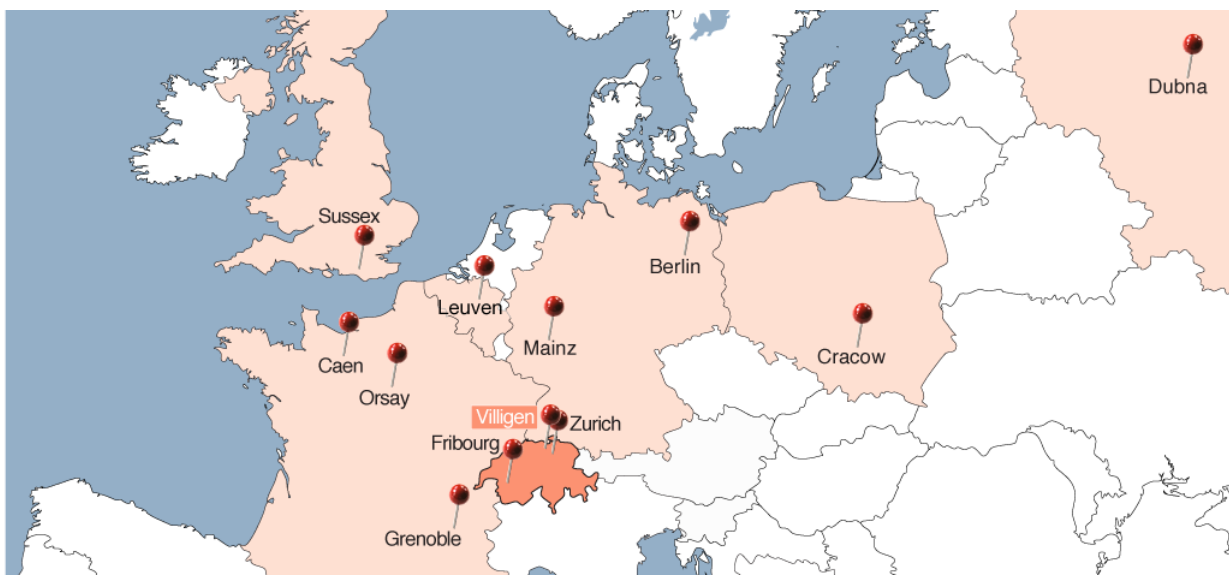 Dubna
Sussex
Berlin
Leuven
Mainz
Cracow
Caen
Orsay
Villigen
Zurich
Fribourg
Grenoble